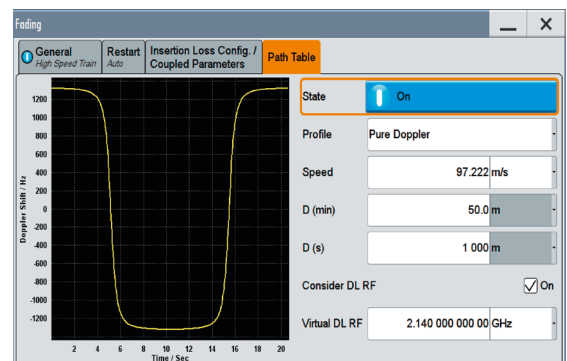 Fading
General
High Speed Train
Restart
Auto
Insertion Loss Config. /
Coupled Parameters
Path Table
Doppler Shift / Hz
1200
1000
800
600
400
200
0
-200
-400
-600
-800
-1000
-1200
2 4 6 8 10 12 14 16 18 20
Time / Sec
State On
Profile Pure Doppler
Speed 97.222 m/s
D (min) 50.0 m
D (s) 1 000 m
Consider DL RF On
Virtual DL RF 2.140 000 000 00 GHz